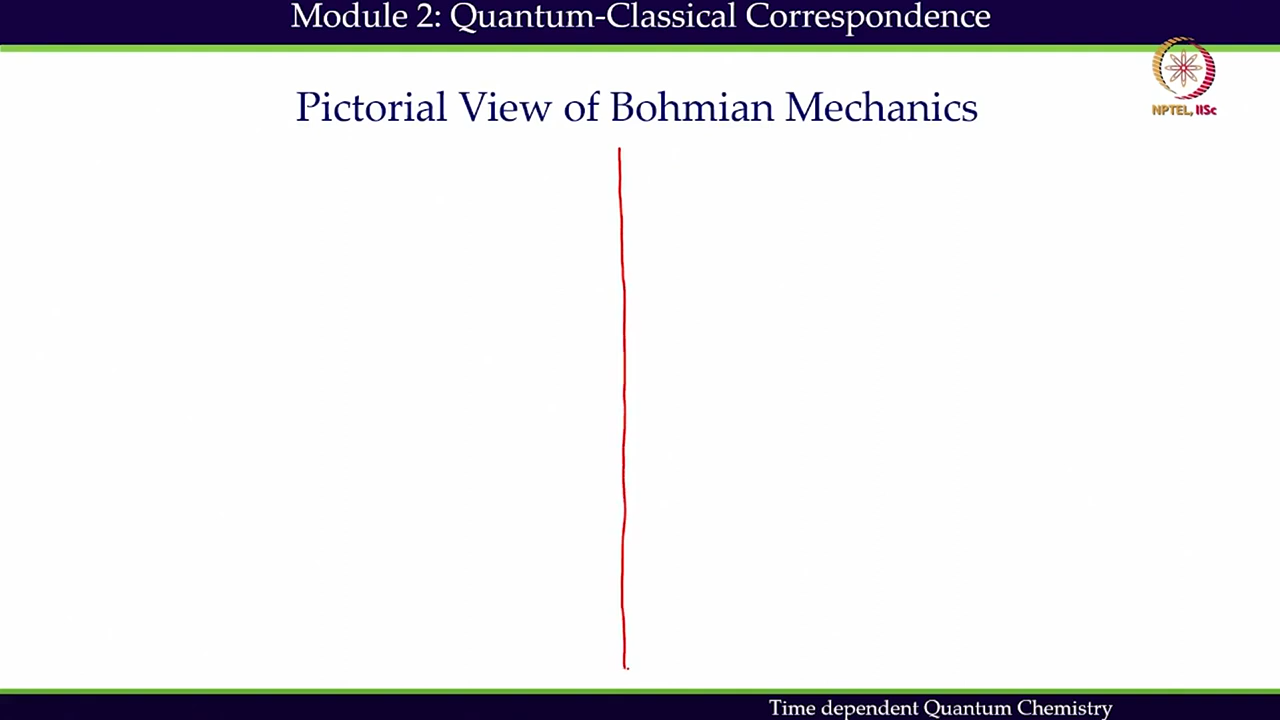 Module 2: Quantum-Classical Correspondence
NPTEL, IISc
Pictorial View of Bohmian Mechanics
Time dependent Quantum Chemistry